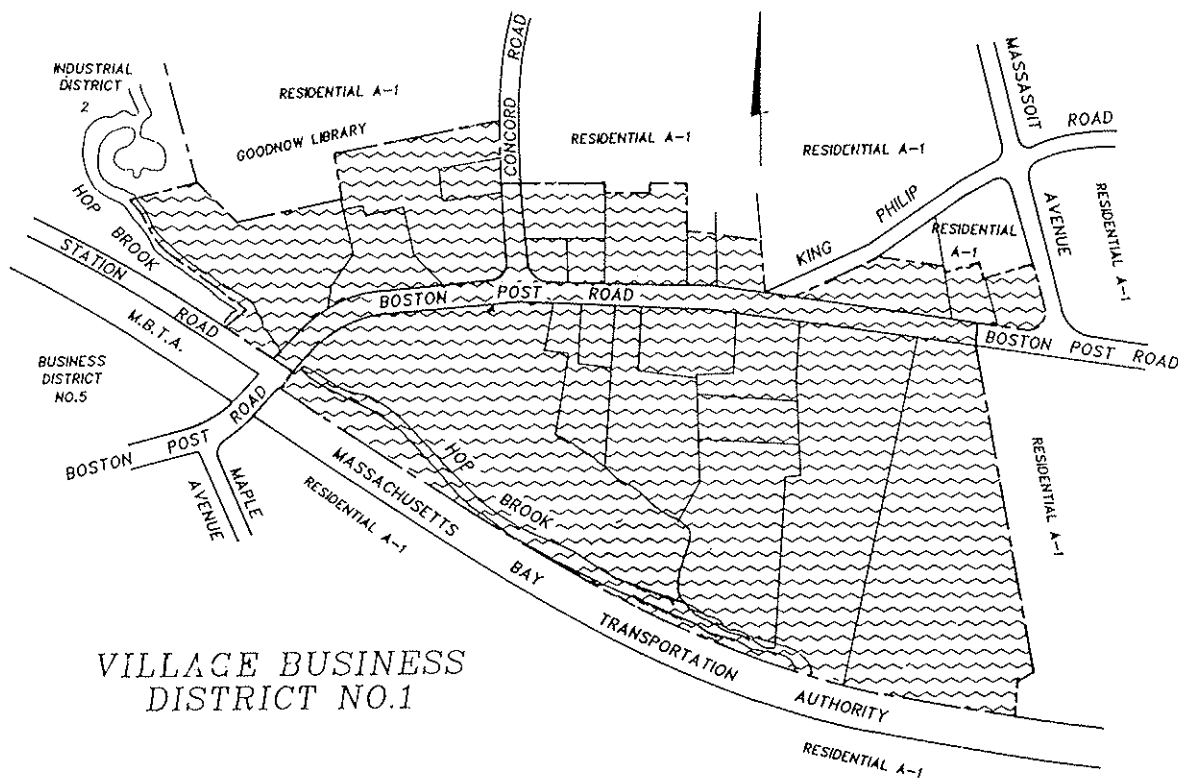 INDUSTRIAL
DISTRICT
2
RESIDENTIAL A-1
GOODNOW LIBRARY
CONCORD ROAD
RESIDENTIAL A-1
RESIDENTIAL A-1
MASSASOIT
AVENUE
ROAD
KING PHILIP
RESIDENTIAL
A-1
RESIDENTIAL A-1
HOP BROOK
STATION ROAD
M.B.T.A.
BOSTON POST ROAD
BOSTON POST ROAD
BUSINESS
DISTRICT
NO.5
BOSTON POST ROAD
MAPLE
AVENUE
HOP BROOK
MASSACHUSETTS BAY TRANSPORTATION AUTHORITY
RESIDENTIAL A-1
RESIDENTIAL A-1
RESIDENTIAL A-1
VILLAGE BUSINESS
DISTRICT NO.1